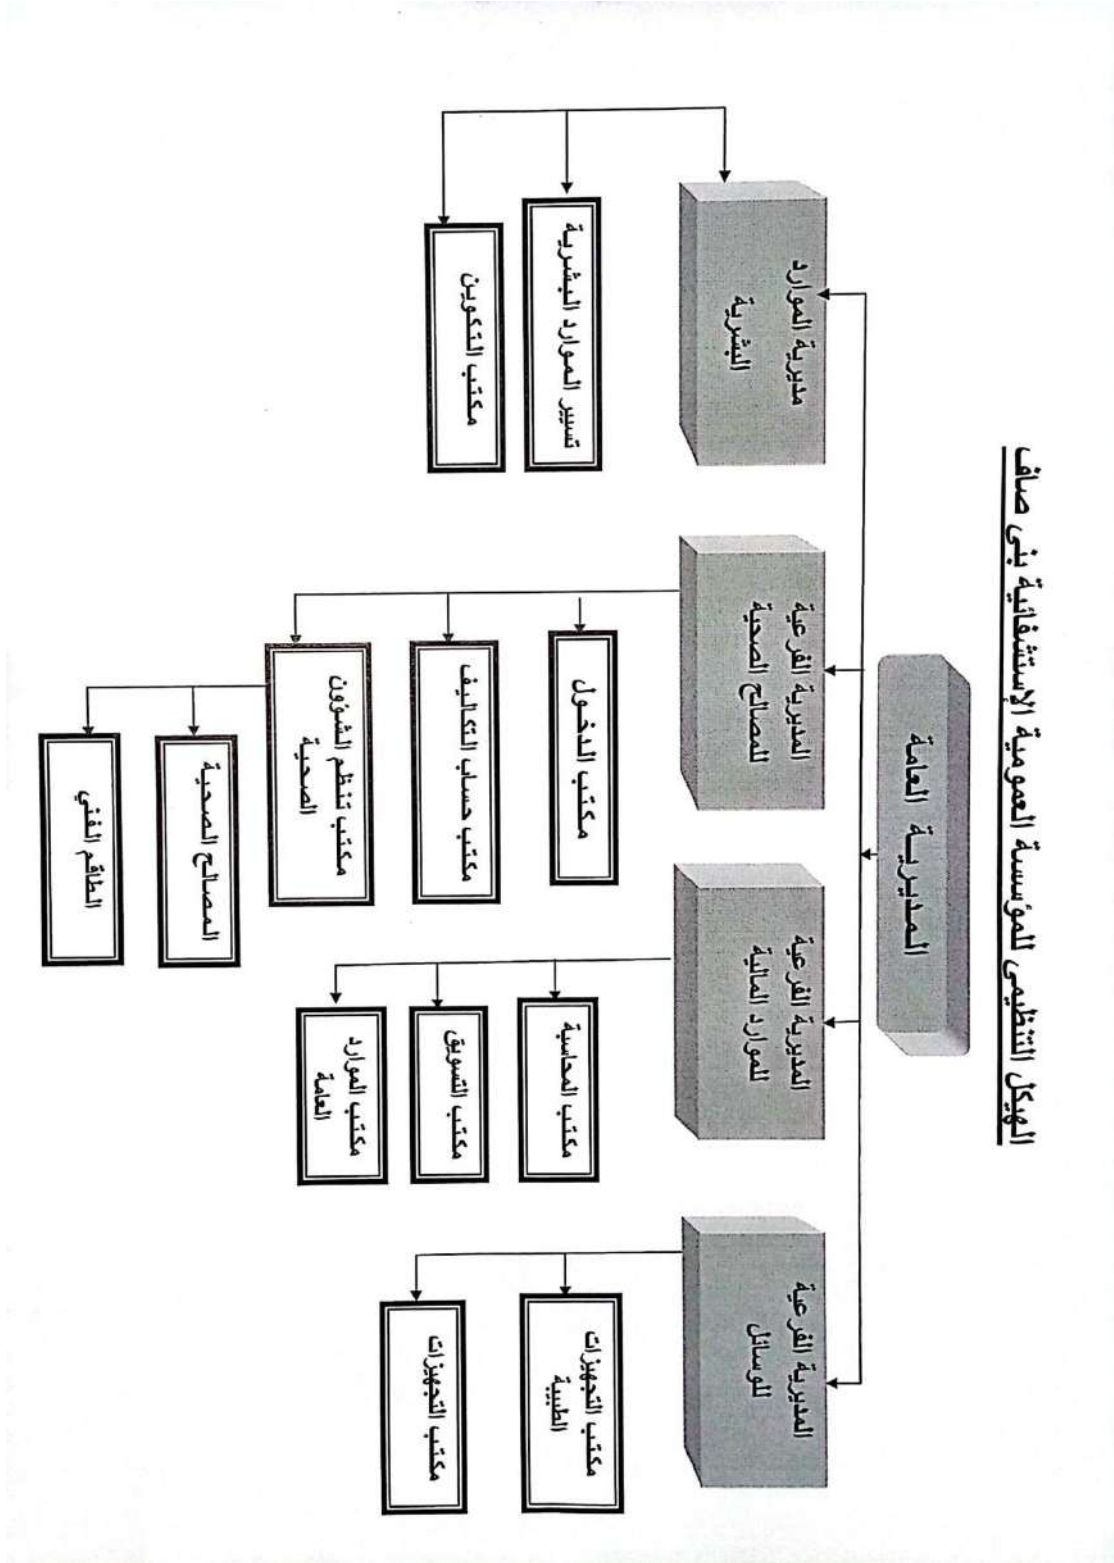 الهيكل التنظيمي للمؤسسة العمومية الإستشفائية بني صاف
المديرية العامة
المديرية الفرعية
للوسائل
مكتب التجهيزات
الطبية
مكتب التجهيزات
المديرية الفرعية
للموارد المالية
مكتب المحاسبة
مكتب التسويق
مكتب الموارد
العامة
المديرية الفرعية
للمصالح الصحية
مكتب الدخول
مكتب حساب التكاليف
مكتب تنظم الشؤون
الصحية
المصالح الصحية
الطاقم الفني
مديرية الموارد
البشرية
تسيير الموارد البشرية
مكتب التكوين